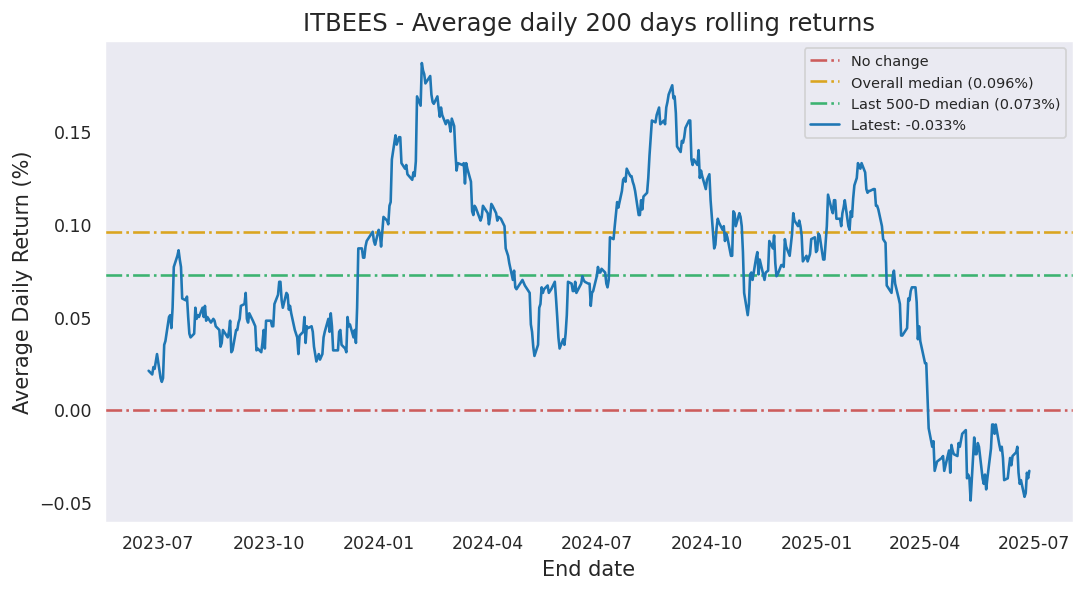 ITBEES - Average daily 200 days rolling returns
No change
Overall median (0.096%)
Last 500-D median (0.073%)
Latest: -0.033%
Average Daily Return (%)
0.15
0.10
0.05
0.00
−0.05
2023-07 2023-10 2024-01 2024-04 2024-07 2024-10 2025-01 2025-04 2025-07
End date